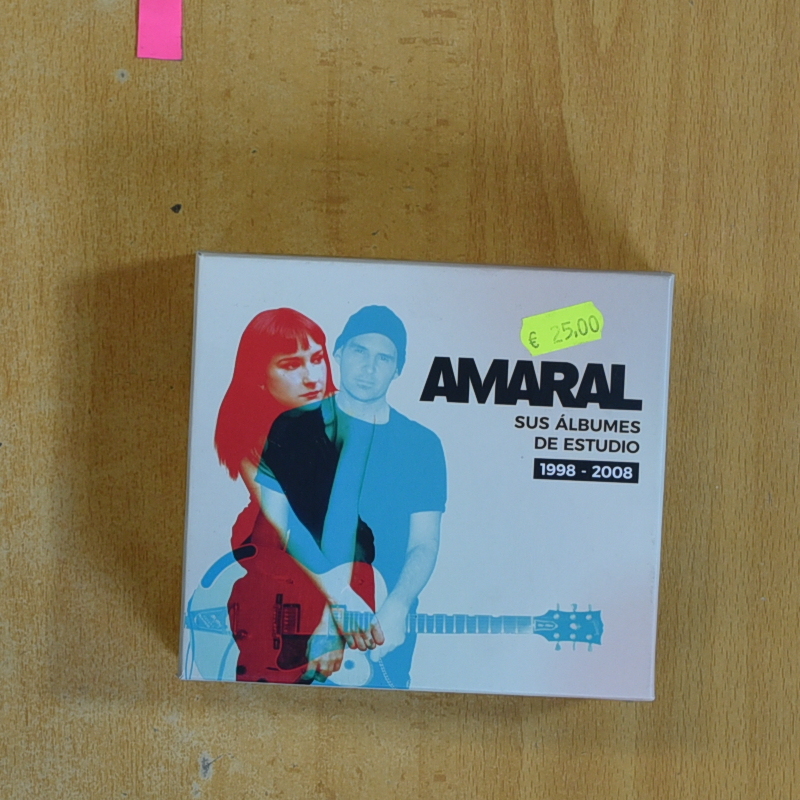 € 25,00
AMARAL
SUS ÁLBUMES
DE ESTUDIO
1998 - 2008